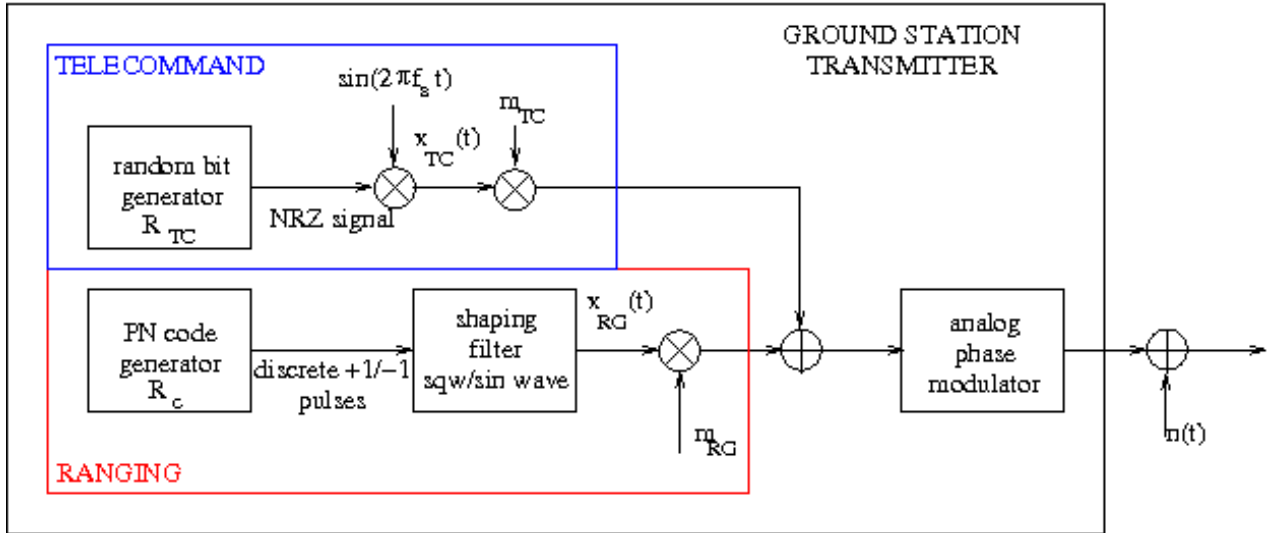 GROUND STATION
TRANSMITTER
TELECOMMAND
sin(2πf_s t)
m_TC
x_TC (t)
random bit
generator
R_TC
NRZ signal
PN code
generator
R_c
discrete +1/−1
pulses
shaping
filter
sqw/sin wave
x_RG (t)
m_RG
analog
phase
modulator
n(t)
RANGING